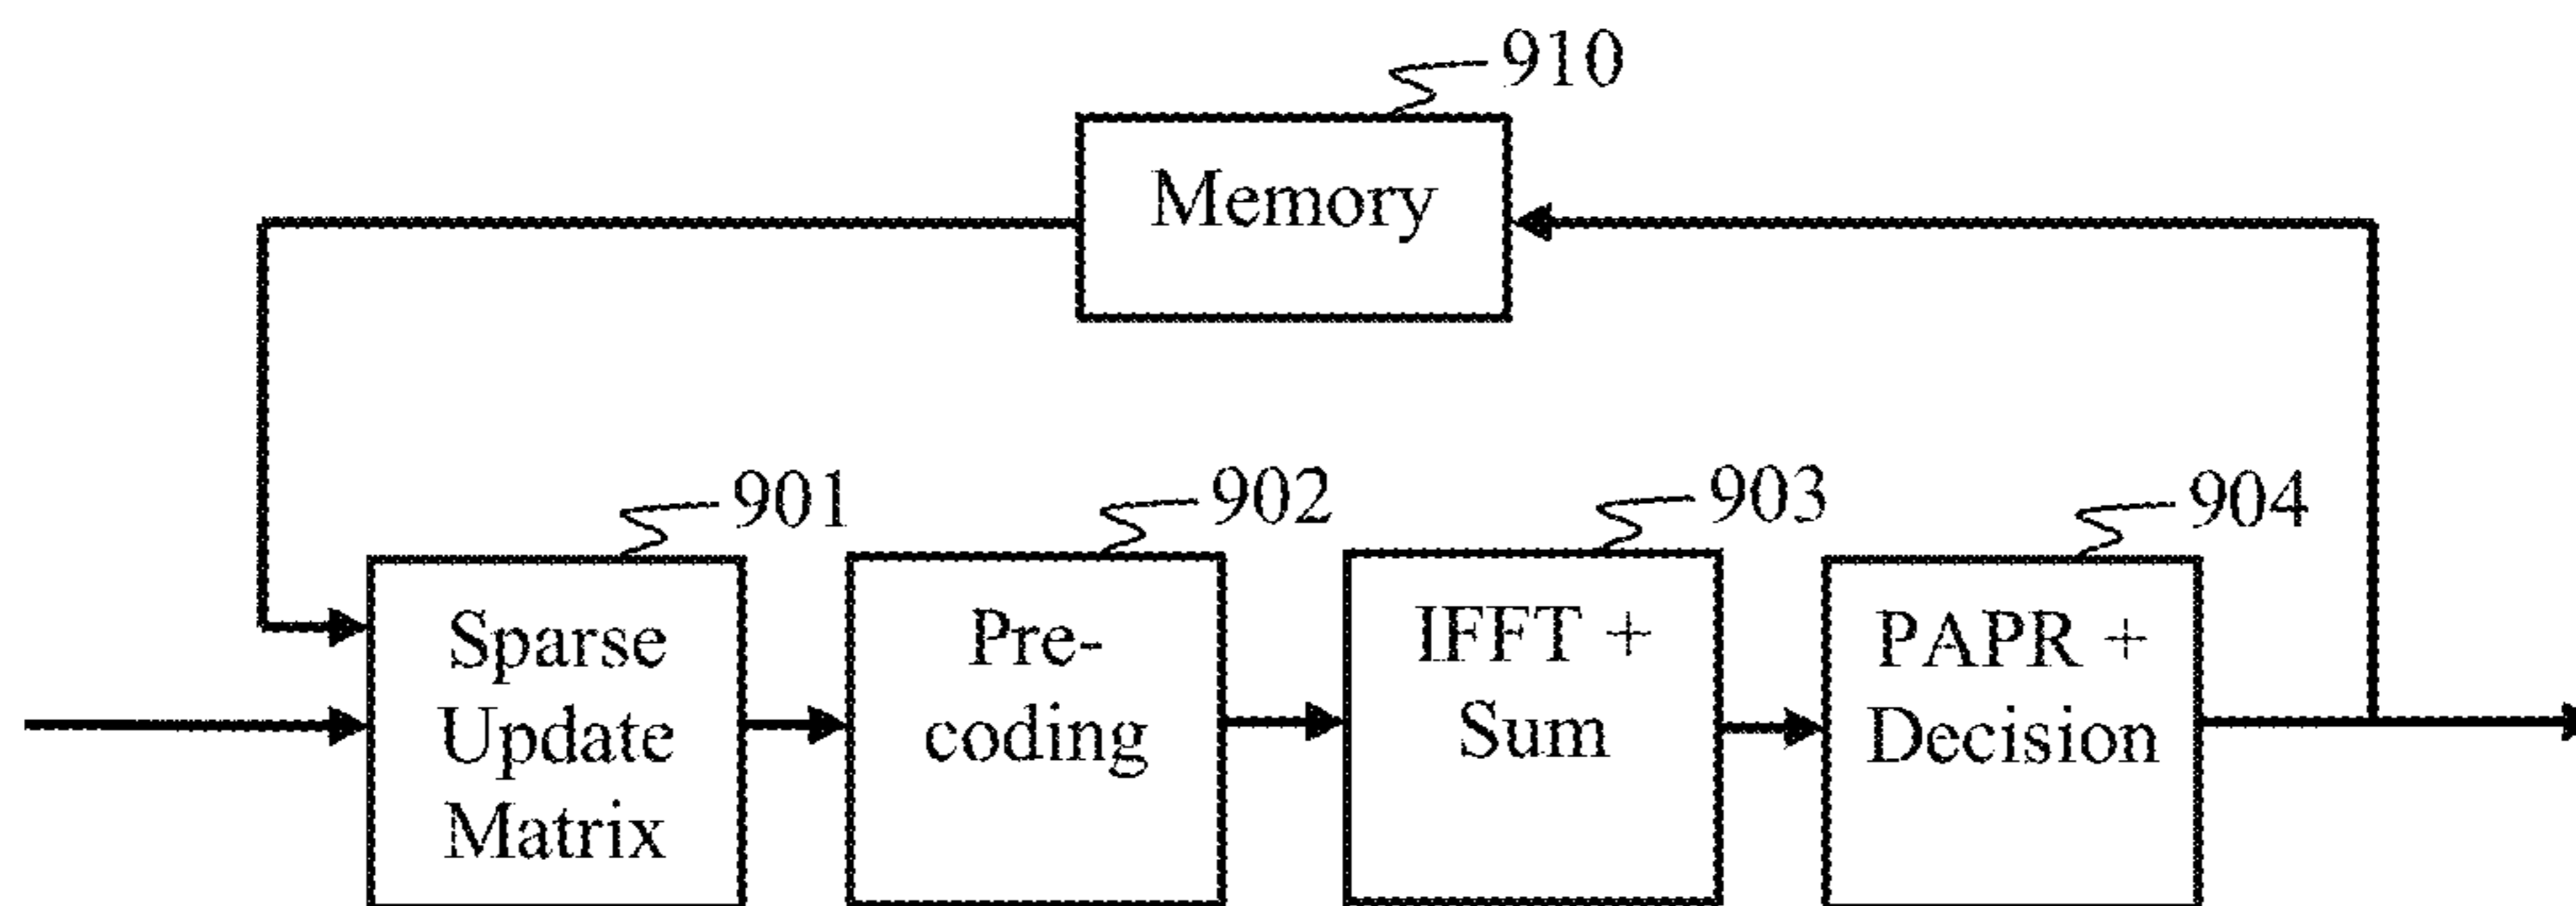 910
Memory
901
902
903
904
Sparse
Update
Matrix
Pre-
coding
IFFT +
Sum
PAPR +
Decision